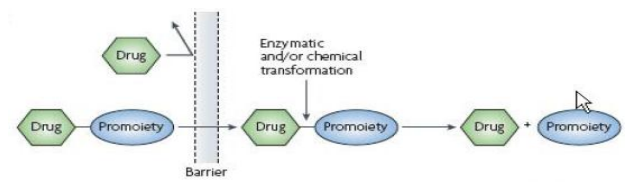 Drug
Enzymatic
and/or chemical
transformation
Drug Promoiety Drug Promoiety Drug + Promoiety
Barrier